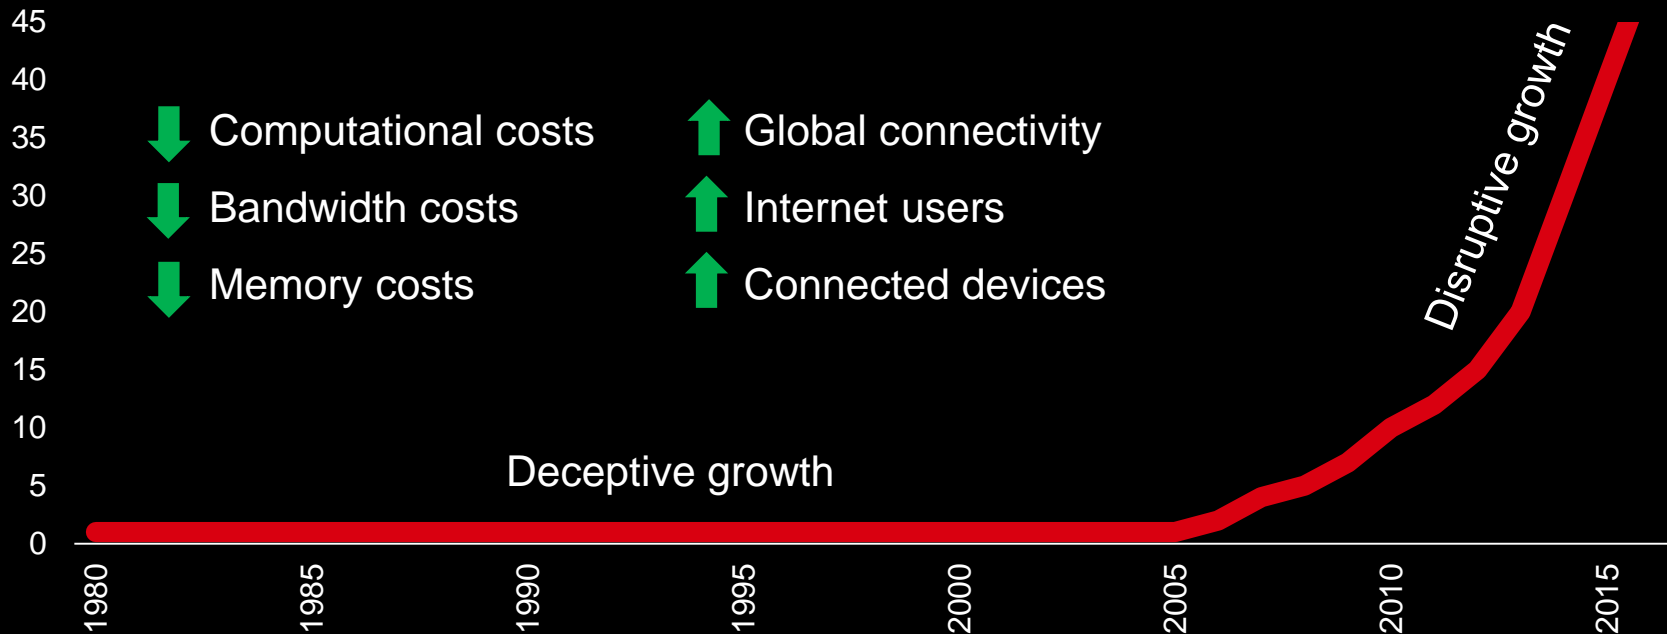 45
40
35
30
25
20
15
10
5
0
Computational costs
Bandwidth costs
Memory costs
Global connectivity
Internet users
Connected devices
Deceptive growth
Disruptive growth
1980
1985
1990
1995
2000
2005
2010
2015